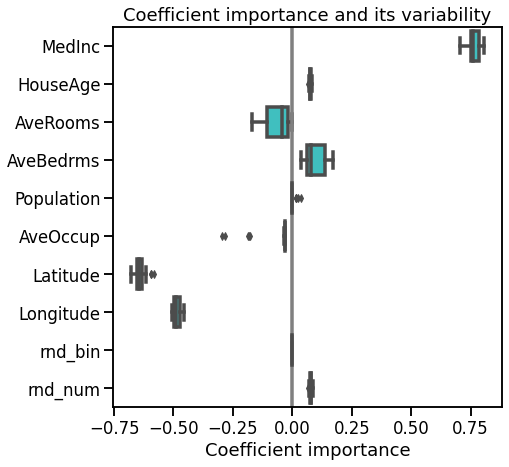 Coefficient importance and its variability
MedInc
HouseAge
AveRooms
AveBedrms
Population
AveOccup
Latitude
Longitude
rnd_bin
rnd_num
−0.75 −0.50 −0.25 0.00 0.25 0.50 0.75
Coefficient importance